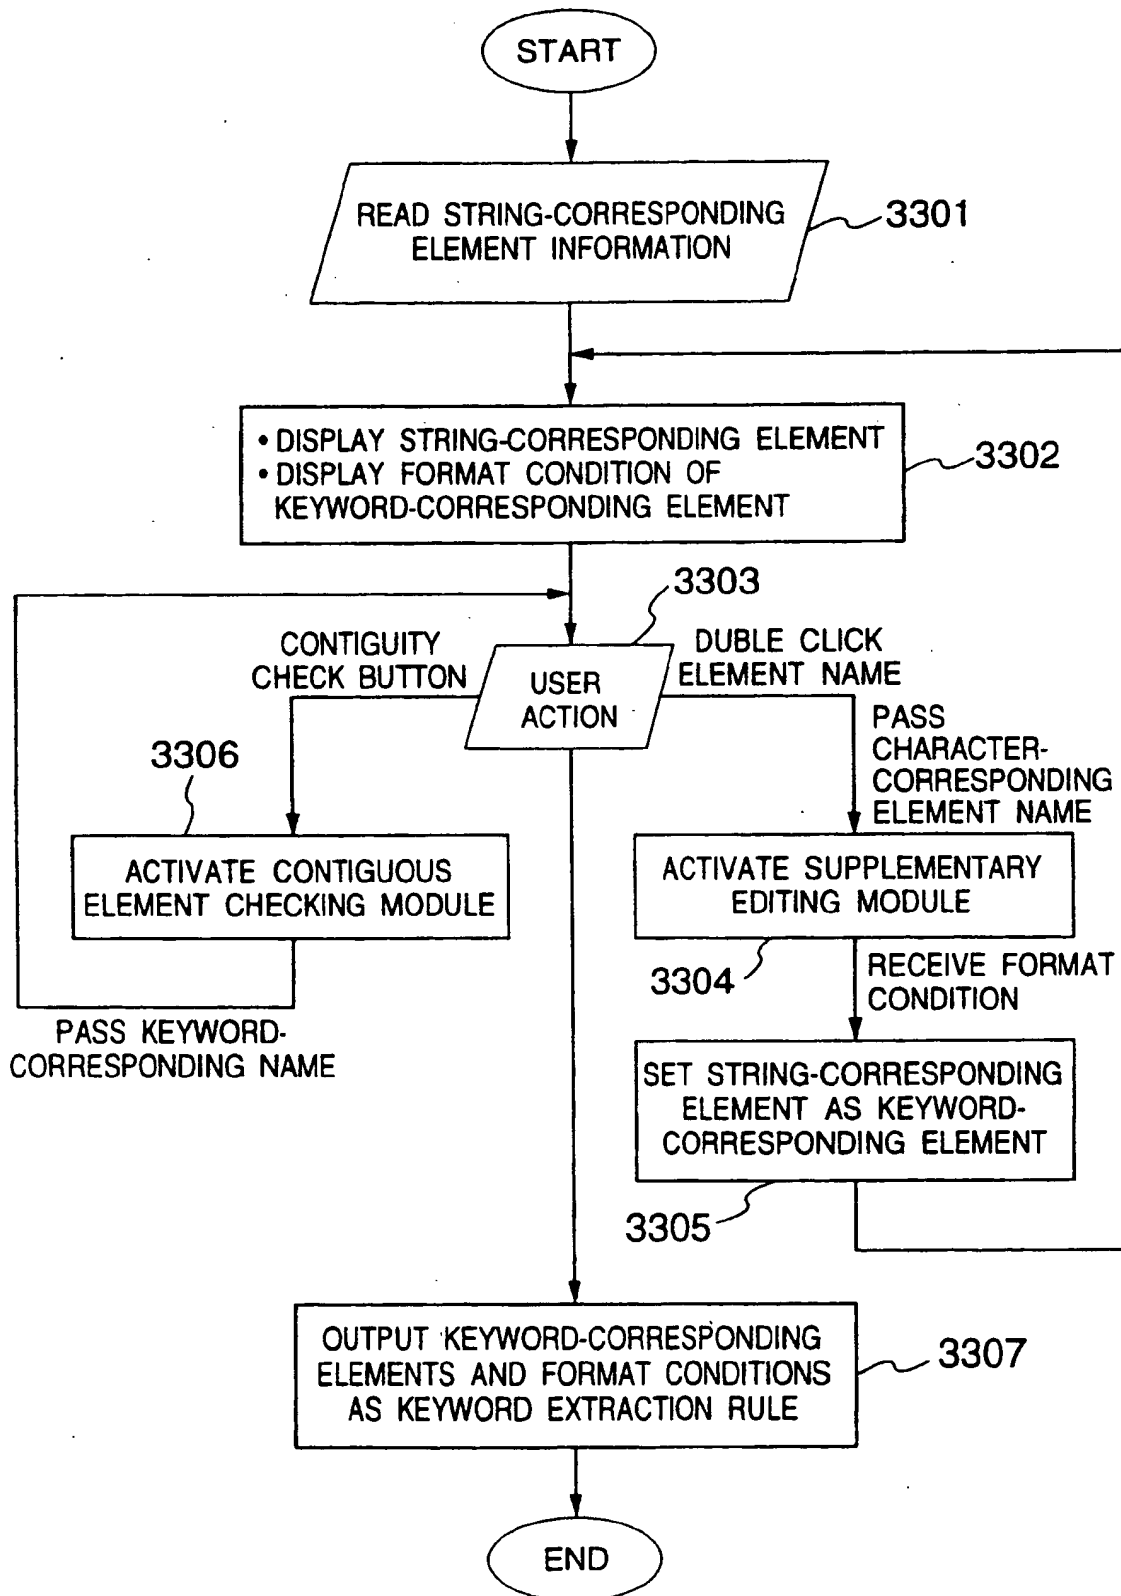 START
READ STRING-CORRESPONDING
ELEMENT INFORMATION
3301
• DISPLAY STRING-CORRESPONDING ELEMENT
• DISPLAY FORMAT CONDITION OF
KEYWORD-CORRESPONDING ELEMENT
3302
3303
CONTIGUITY
CHECK BUTTON
USER
ACTION
DUBLE CLICK
ELEMENT NAME
PASS
CHARACTER-
CORRESPONDING
ELEMENT NAME
3306
ACTIVATE CONTIGUOUS
ELEMENT CHECKING MODULE
ACTIVATE SUPPLEMENTARY
EDITING MODULE
3304
RECEIVE FORMAT
CONDITION
PASS KEYWORD-
CORRESPONDING NAME
SET STRING-CORRESPONDING
ELEMENT AS KEYWORD-
CORRESPONDING ELEMENT
3305
OUTPUT KEYWORD-CORRESPONDING
ELEMENTS AND FORMAT CONDITIONS
AS KEYWORD EXTRACTION RULE
3307
END